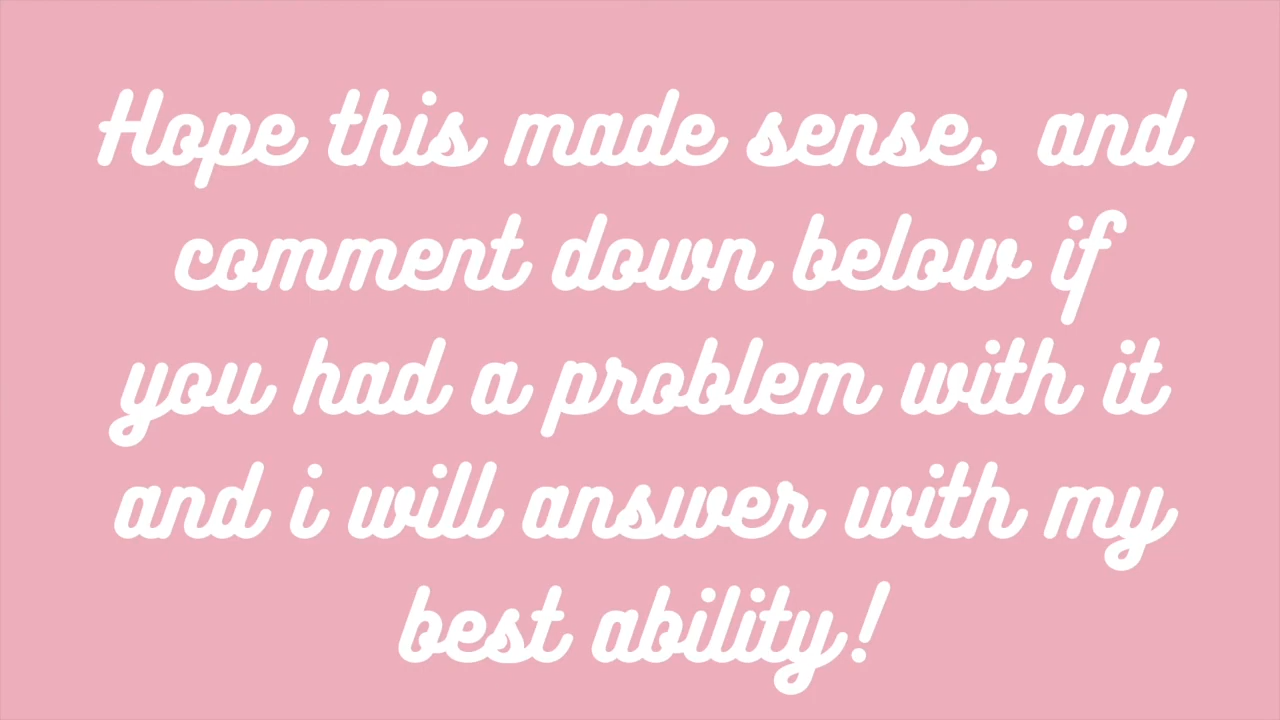 Hope this made sense, and
comment down below if
you had a problem with it
and i will answer with my
best ability!